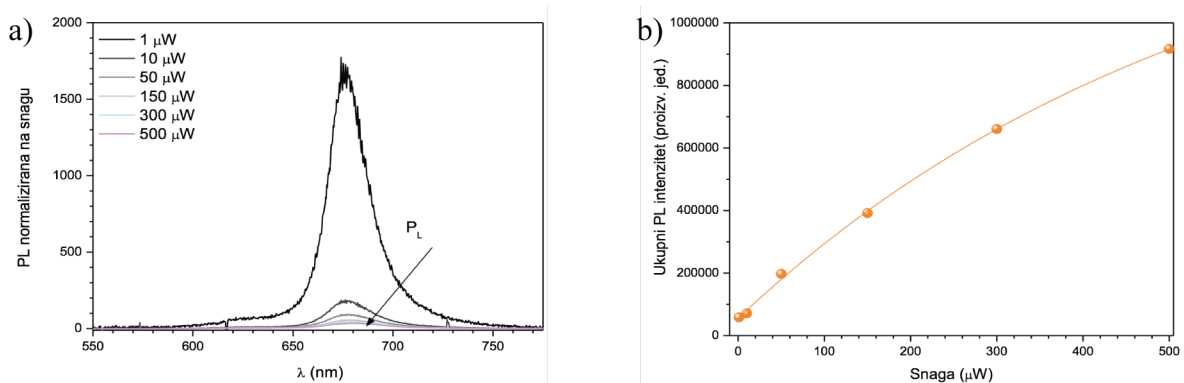 a)
PL normalizirana na snagu
2000
1500
1000
500
0
1 μW
10 μW
50 μW
150 μW
300 μW
500 μW
P_L
550 600 650 700 750
λ (nm)
b)
Ukupni PL intenzitet (proizv. jed.)
1000000
800000
600000
400000
200000
0
0 100 200 300 400 500
Snaga (μW)